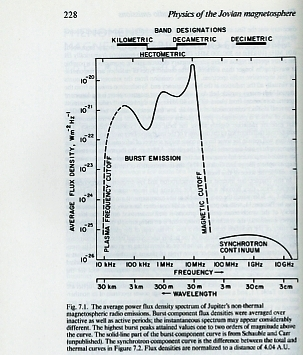 228
Physics of the Jovian magnetosphere
BAND DESIGNATIONS
KILOMETRIC DECAMETRIC DECIMETRIC
HECTOMETRIC
AVERAGE FLUX DENSITY, Wm⁻²Hz⁻¹
10⁻²⁰
10⁻²¹
10⁻²²
10⁻²³
10⁻²⁴
10⁻²⁵
10⁻²⁶
PLASMA FREQUENCY CUTOFF
BURST EMISSION
MAGNETIC CUTOFF
SYNCHROTRON
CONTINUUM
10 kHz 100 kHz 1 MHz 10 MHz 100 MHz 1 GHz 10 GHz
FREQUENCY →
30 km 3 km 300 m 30 m 3 m 30 cm 3 cm
← WAVELENGTH
Fig. 7.1. The average power flux density spectrum of Jupiter's non-thermal
magnetospheric radio emissions. Burst component flux densities were averaged over
inactive as well as active periods; the instantaneous spectrum may appear considerably
different. The highest burst peaks attained values one to two orders of magnitude above
the curve. The solid-line part of the burst component curve is from Schauble and Carr
(unpublished). The synchrotron component is the difference between the total and
thermal curves in Figure 7.2. Flux densities are normalized to a distance of 4.04 A.U.